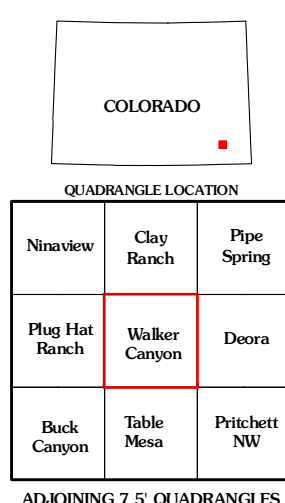 COLORADO
QUADRANGLE LOCATION
Ninaview
Clay
Ranch
Pipe
Spring
Plug Hat
Ranch
Walker
Canyon
Deora
Buck
Canyon
Table
Mesa
Pritchett
NW
ADJOINING 7.5' QUADRANGLES